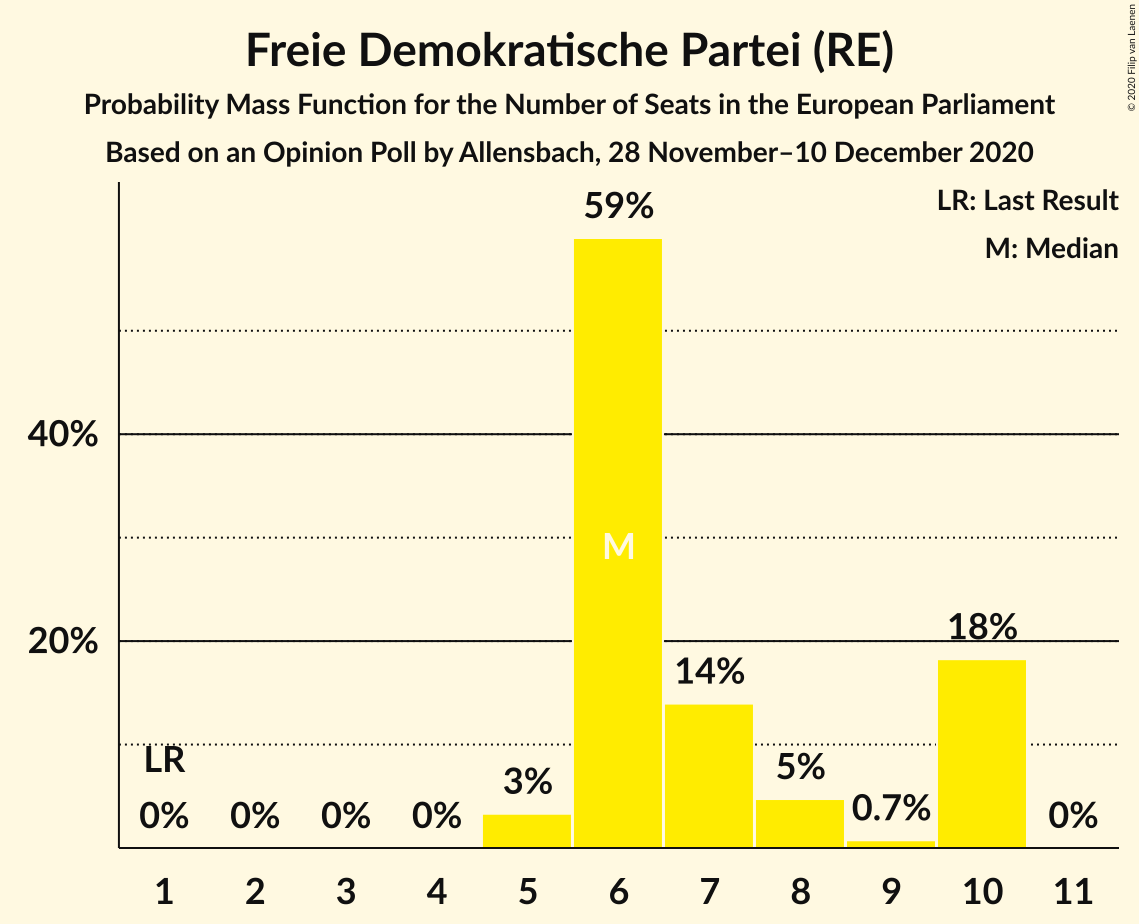 Freie Demokratische Partei (RE)
Probability Mass Function for the Number of Seats in the European Parliament
Based on an Opinion Poll by Allensbach, 28 November–10 December 2020
© 2020 Filip van Laenen
LR: Last Result
M: Median
59%
40%
M
20%
18%
14%
LR
5%
3%
0.7%
0% 0% 0% 0% 0%
1 2 3 4 5 6 7 8 9 10 11